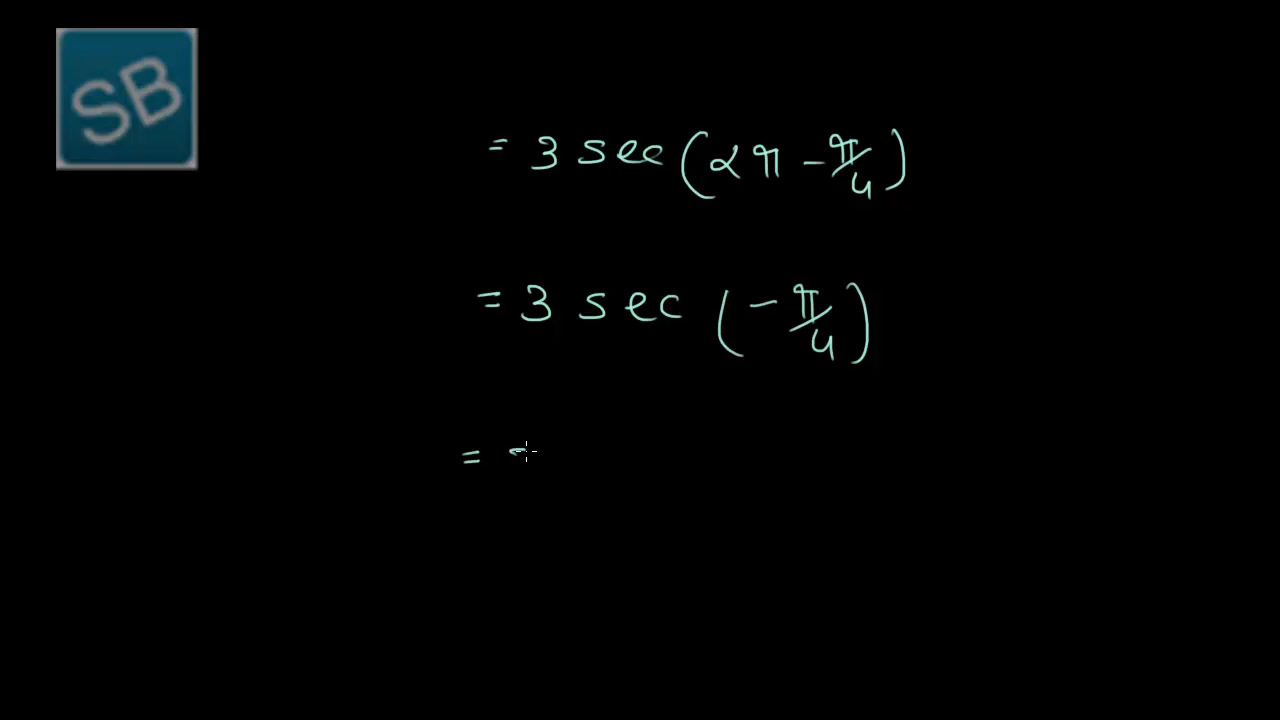 SB
= 3 sec (2π - π/4)
= 3 sec (- π/4)
=